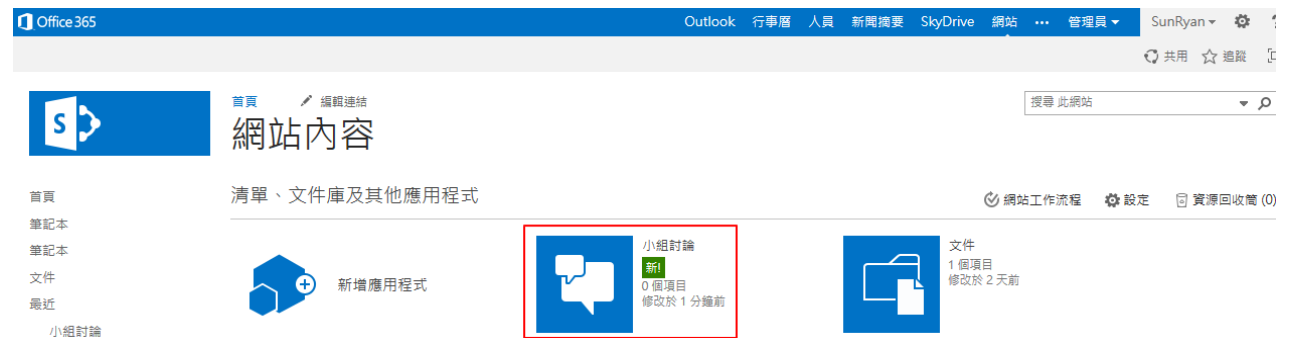 Office 365
Outlook 行事曆 人員 新聞摘要 SkyDrive 網站 ••• 管理員 SunRyan
共用 追蹤
首頁 編輯連結
搜尋 此網站
S
網站內容
清單、文件庫及其他應用程式
網站工作流程 設定 資源回收筒 (0)
首頁
筆記本
筆記本
文件
最近
小組討論
新增應用程式
小組討論
新!
0 個項目
修改於 1 分鐘前
文件
1 個項目
修改於 2 天前